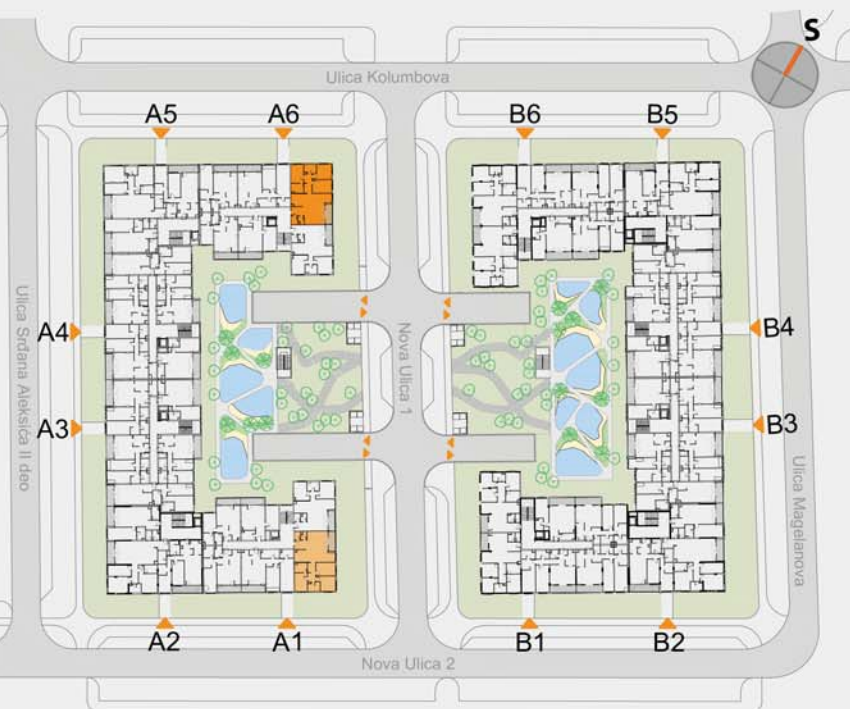 S
Ulica Kolumbova
A5
A6
B6
B5
A4
B4
Ulica Srđana Aleksića II deo
Nova Ulica 1
A3
B3
Ulica Magelanova
A2
A1
B1
B2
Nova Ulica 2